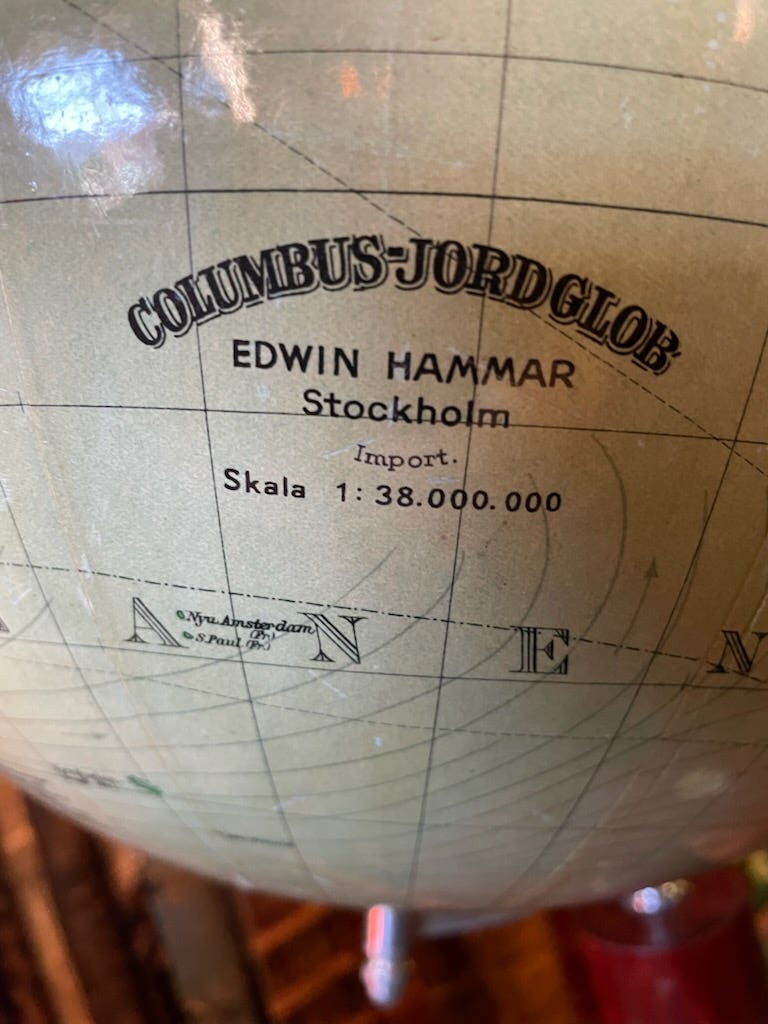 COLUMBUS-JORDGLOB
EDWIN HAMMAR
Stockholm
Import.
Skala 1:38.000.000
A N E N
Nyu.Amsterdam
(Fr.)
S.Paul (Fr.)